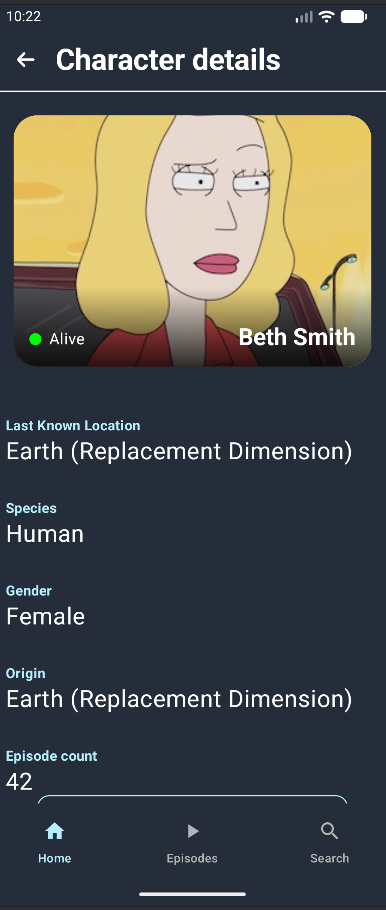 10:22
Character details
Alive
Beth Smith
Last Known Location
Earth (Replacement Dimension)
Species
Human
Gender
Female
Origin
Earth (Replacement Dimension)
Episode count
42
Home
Episodes
Search